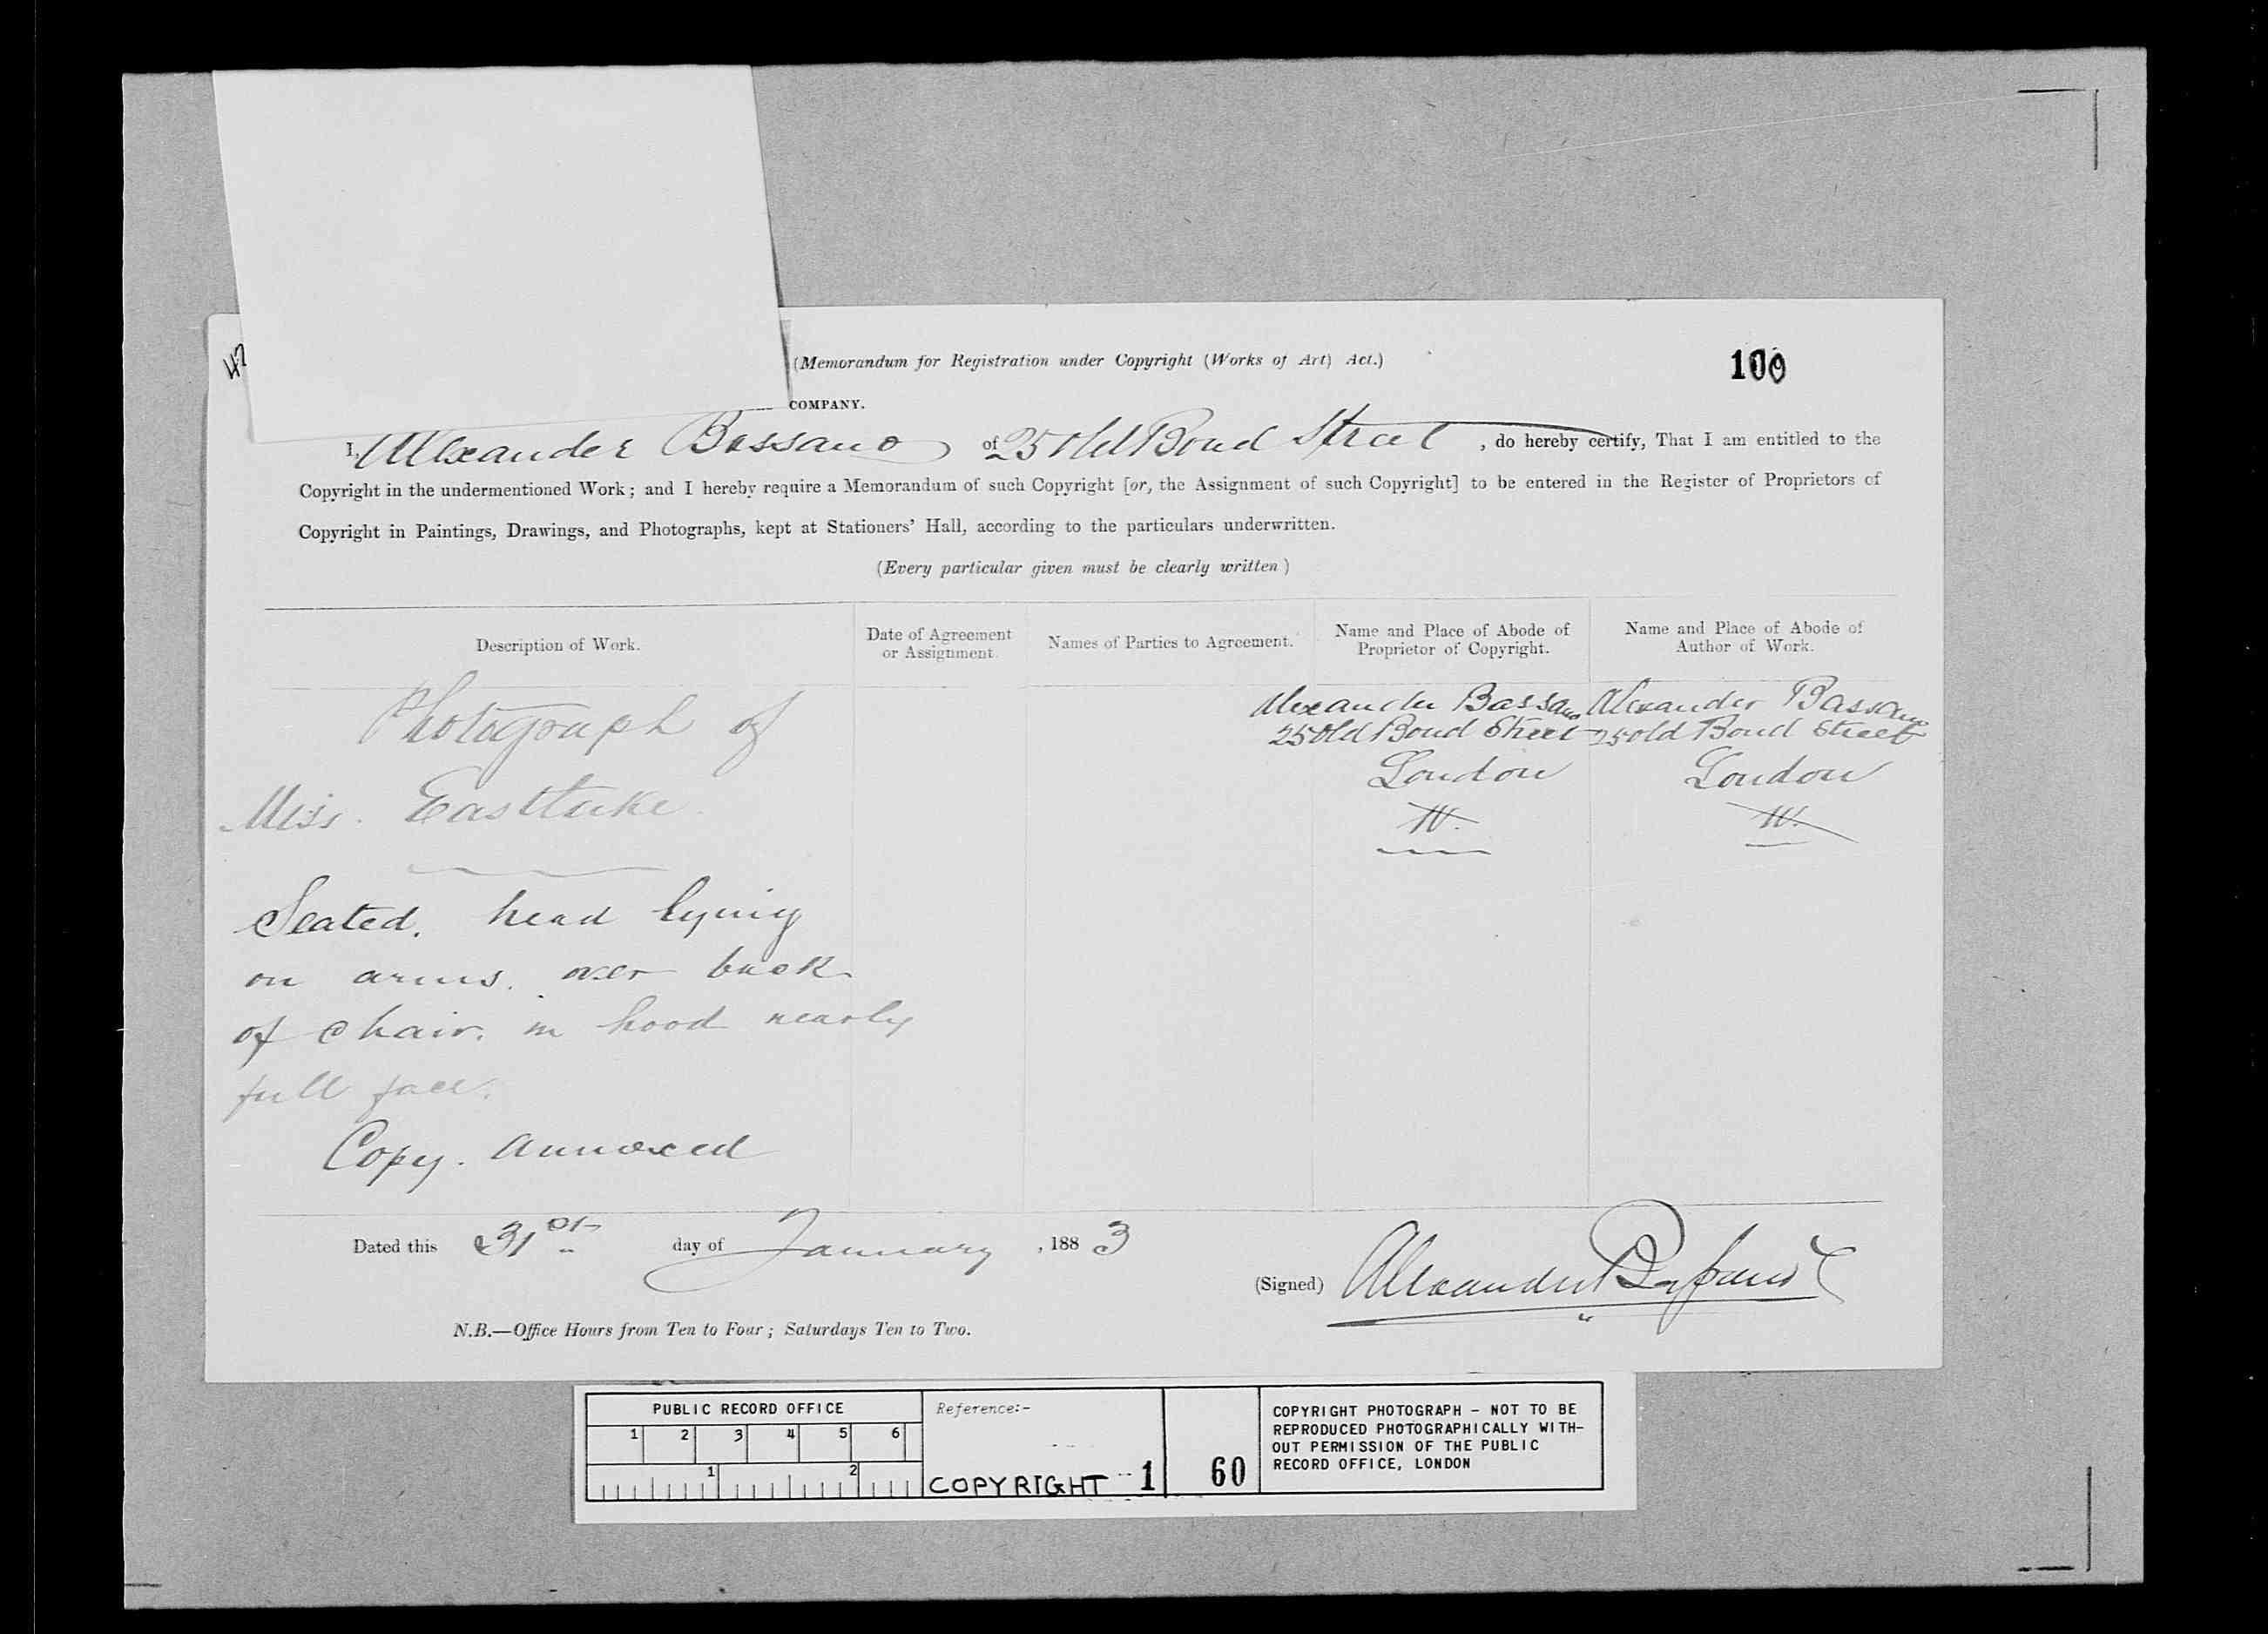 (Memorandum for Registration under Copyright (Works of Art) Act.)
100
COMPANY.
I, Alexander Bassano of 25 Old Bond Street, do hereby certify, That I am entitled to the
Copyright in the undermentioned Work; and I hereby require a Memorandum of such Copyright [or, the Assignment of such Copyright] to be entered in the Register of Proprietors of
Copyright in Paintings, Drawings, and Photographs, kept at Stationers' Hall, according to the particulars underwritten.
(Every particular given must be clearly written)
Description of Work.
Date of Agreement
or Assignment.
Names of Parties to Agreement.
Name and Place of Abode of
Proprietor of Copyright.
Name and Place of Abode of
Author of Work.
Photograph of
Miss. Eastlake.
Seated. head lying
on arms. over back
of chair. in hood nearly
full face.
Copy. annexed
Alexander Bassano
25 Old Bond Street
London
W.
Alexander Bassano
25 Old Bond Street
London
W.
Dated this 31st day of January, 1883
(Signed) Alexander Bassano
N.B.—Office Hours from Ten to Four; Saturdays Ten to Two.
PUBLIC RECORD OFFICE
1 2 3 4 5 6
1 2
Reference:-
COPYRIGHT 1
60
COPYRIGHT PHOTOGRAPH - NOT TO BE
REPRODUCED PHOTOGRAPHICALLY WITH-
OUT PERMISSION OF THE PUBLIC
RECORD OFFICE, LONDON